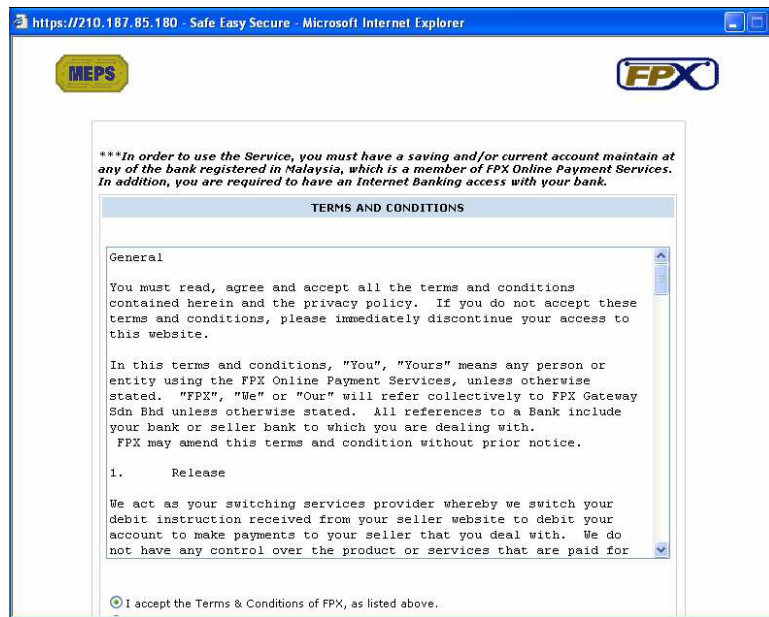 https://210.187.85.180 - Safe Easy Secure - Microsoft Internet Explorer
MEPS
FPX
***In order to use the Service, you must have a saving and/or current account maintain at
any of the bank registered in Malaysia, which is a member of FPX Online Payment Services.
In addition, you are required to have an Internet Banking access with your bank.
TERMS AND CONDITIONS
General
You must read, agree and accept all the terms and conditions
contained herein and the privacy policy.  If you do not accept these
terms and conditions, please immediately discontinue your access to
this website.
In this terms and conditions, "You", "Yours" means any person or
entity using the FPX Online Payment Services, unless otherwise
stated.  "FPX", "We" or "Our" will refer collectively to FPX Gateway
Sdn Bhd unless otherwise stated.  All references to a Bank include
your bank or seller bank to which you are dealing with.
FPX may amend this terms and condition without prior notice.
1. Release
We act as your switching services provider whereby we switch your
debit instruction received from your seller website to debit your
account to make payments to your seller that you deal with.  We do
not have any control over the product or services that are paid for
I accept the Terms & Conditions of FPX, as listed above.